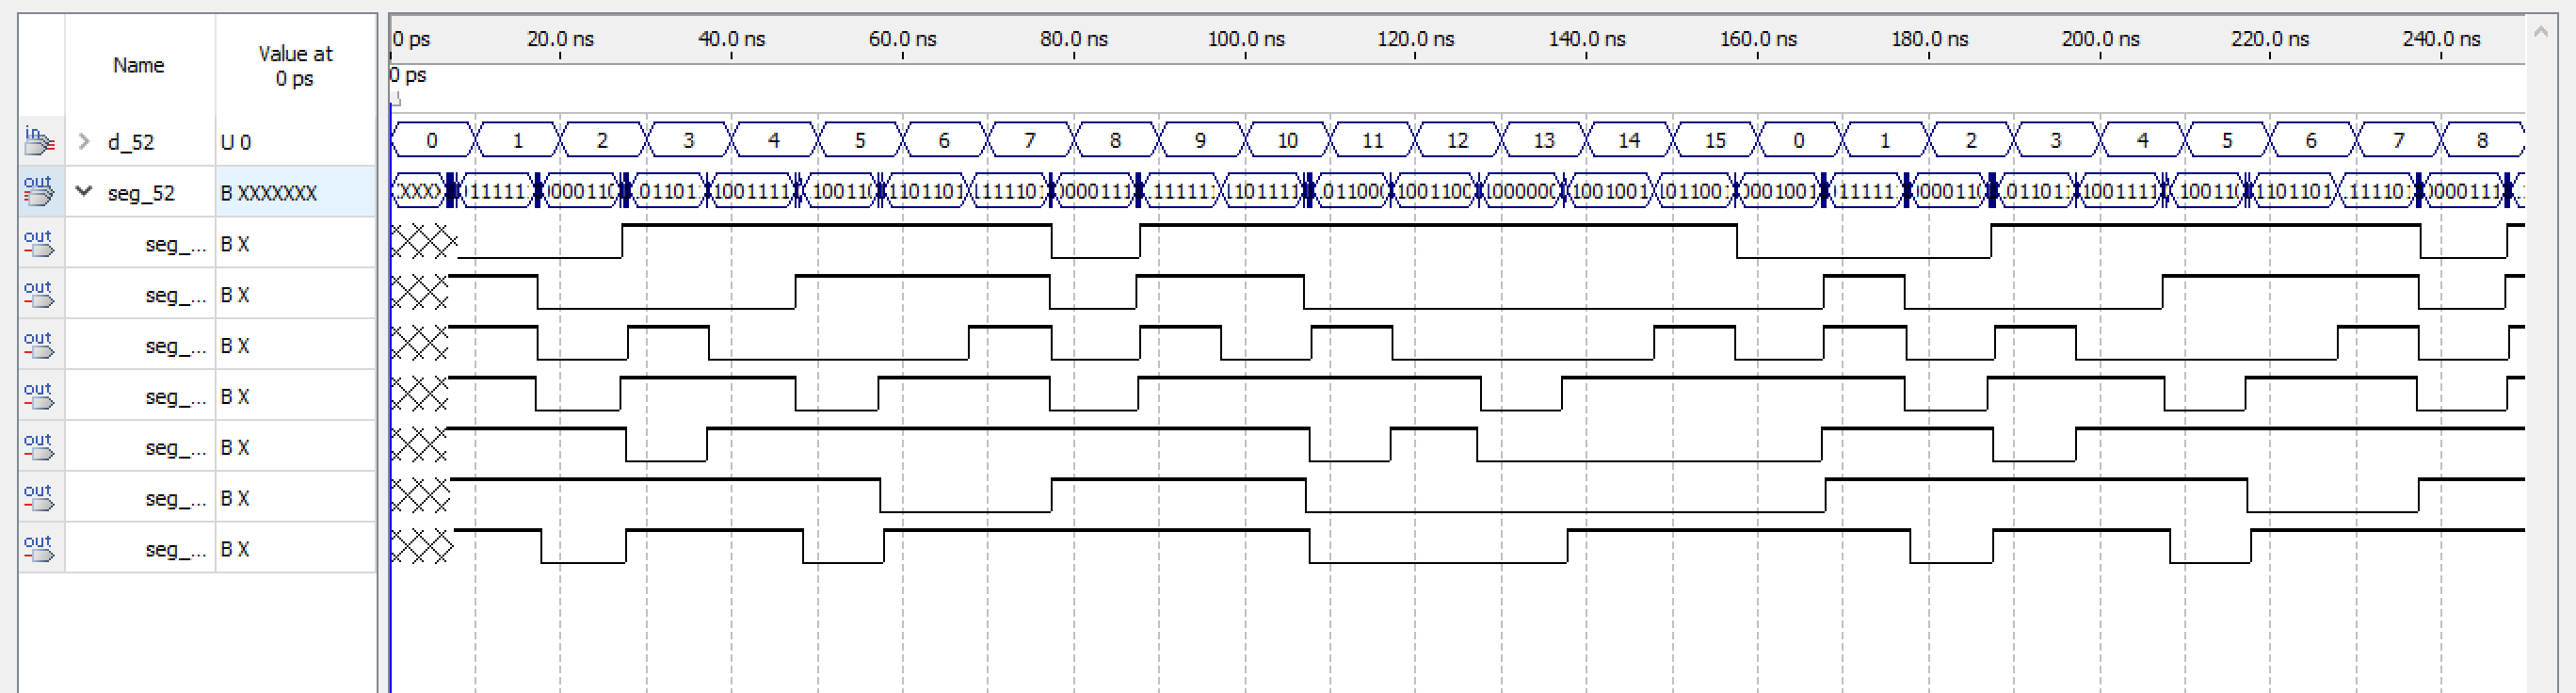 Name
Value at
0 ps
0 ps 20.0 ns 40.0 ns 60.0 ns 80.0 ns 100.0 ns 120.0 ns 140.0 ns 160.0 ns 180.0 ns 200.0 ns 220.0 ns 240.0 ns
0 ps
in d_52 U 0 0 1 2 3 4 5 6 7 8 9 10 11 12 13 14 15 0 1 2 3 4 5 6 7 8
out seg_52 B XXXXXXX
out seg_... B X
out seg_... B X
out seg_... B X
out seg_... B X
out seg_... B X
out seg_... B X
out seg_... B X